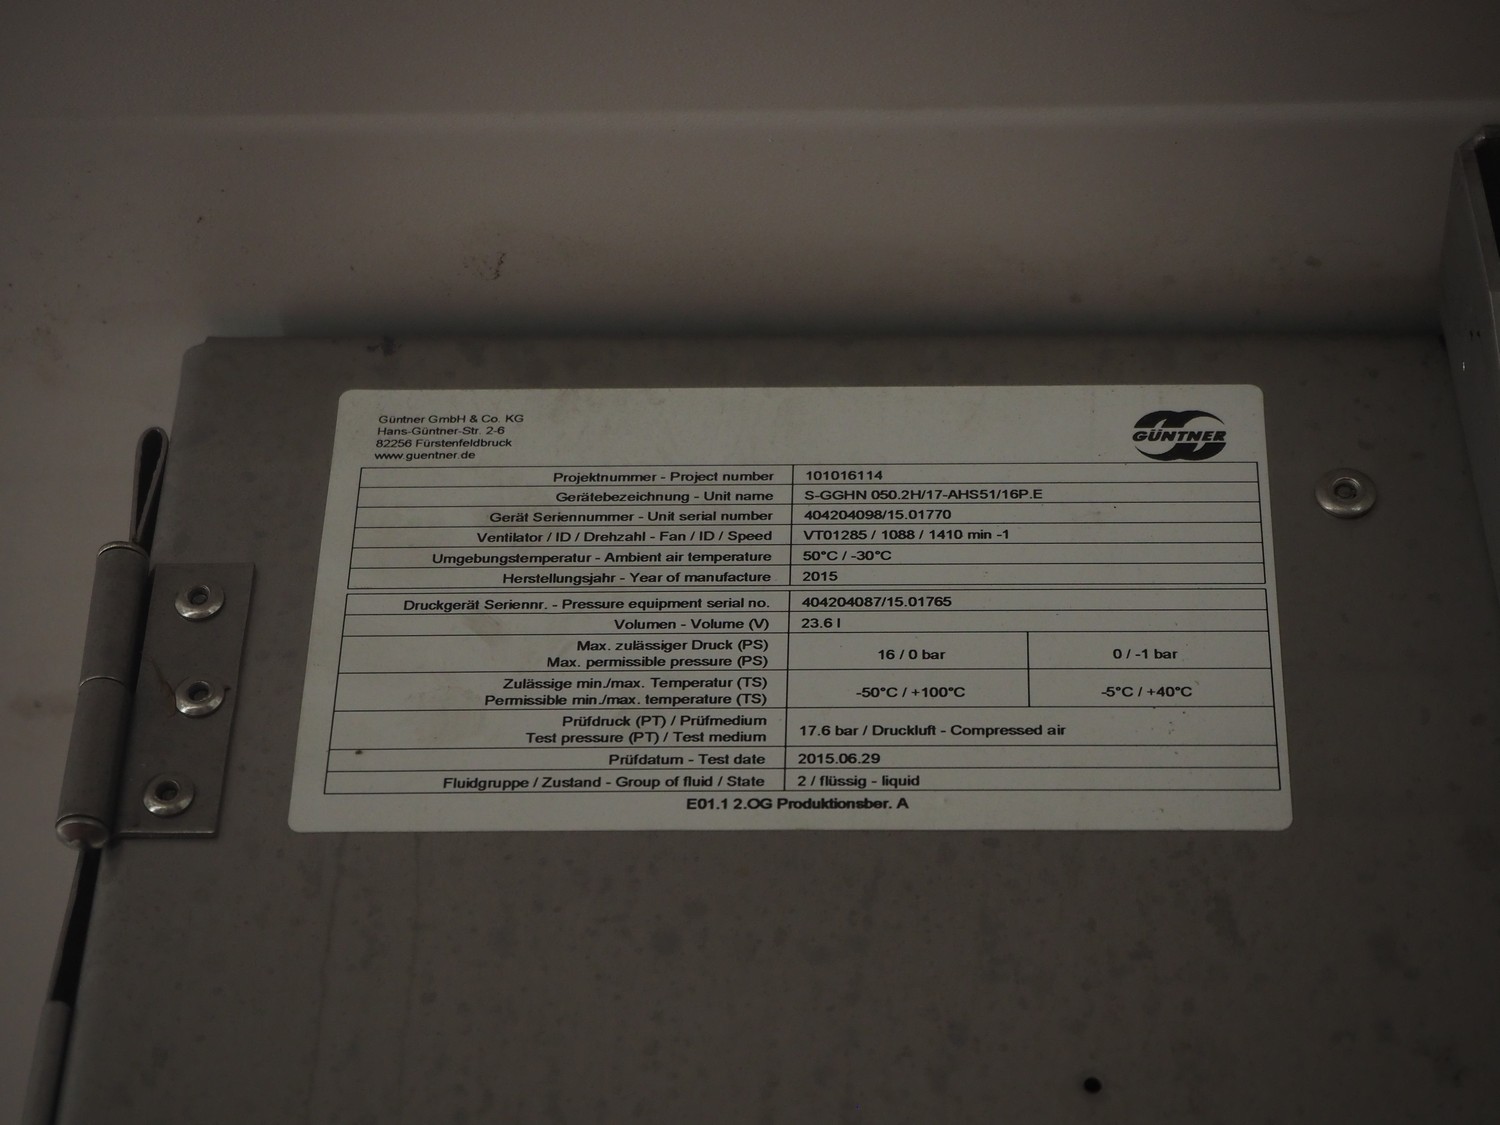 Güntner GmbH & Co. KG
Hans-Güntner-Str. 2-6
82256 Fürstenfeldbruck
www.guentner.de
GÜNTNER
Projektnummer - Project number 101016114
Gerätebezeichnung - Unit name S-GGHN 050.2H/17-AHS51/16P.E
Gerät Seriennummer - Unit serial number 404204098/15.01770
Ventilator / ID / Drehzahl - Fan / ID / Speed VT01285 / 1088 / 1410 min -1
Umgebungstemperatur - Ambient air temperature 50°C / -30°C
Herstellungsjahr - Year of manufacture 2015
Druckgerät Seriennr. - Pressure equipment serial no. 404204087/15.01765
Volumen - Volume (V) 23.6 l
Max. zulässiger Druck (PS)
Max. permissible pressure (PS)
16 / 0 bar 0 / -1 bar
Zulässige min./max. Temperatur (TS)
Permissible min./max. temperature (TS)
-50°C / +100°C -5°C / +40°C
Prüfdruck (PT) / Prüfmedium
Test pressure (PT) / Test medium
17.6 bar / Druckluft - Compressed air
Prüfdatum - Test date 2015.06.29
Fluidgruppe / Zustand - Group of fluid / State 2 / flüssig - liquid
E01.1 2.OG Produktionsber. A